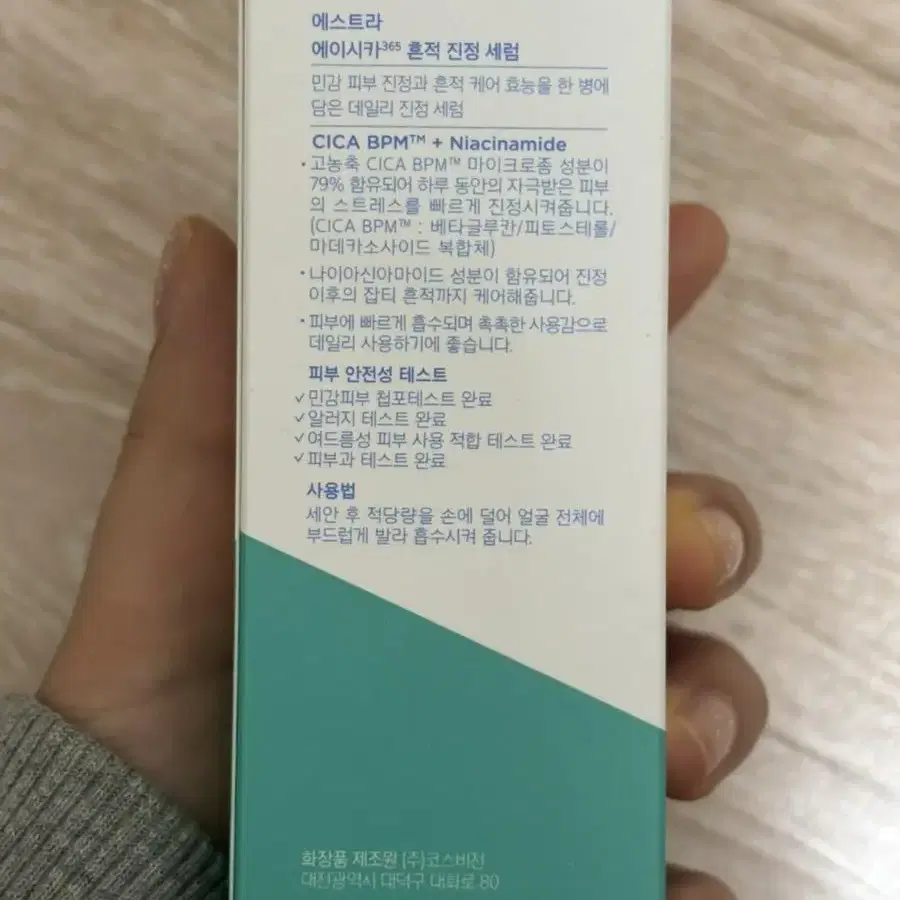 에스트라
에이시카365 흔적 진정 세럼
민감 피부 진정과 흔적 케어 효능을 한 병에
담은 데일리 진정 세럼
CICA BPM™ + Niacinamide
• 고농축 CICA BPM™ 마이크로좀 성분이
79% 함유되어 하루 동안의 자극받은 피부
의 스트레스를 빠르게 진정시켜줍니다.
(CICA BPM™ : 베타글루칸/피토스테롤/
마데카소사이드 복합체)
• 나이아신아마이드 성분이 함유되어 진정
이후의 잡티 흔적까지 케어해줍니다.
• 피부에 빠르게 흡수되며 촉촉한 사용감으로
데일리 사용하기에 좋습니다.
피부 안전성 테스트
✓ 민감피부 첩포테스트 완료
✓ 알러지 테스트 완료
✓ 여드름성 피부 사용 적합 테스트 완료
✓ 피부과 테스트 완료
사용법
세안 후 적당량을 손에 덜어 얼굴 전체에
부드럽게 발라 흡수시켜 줍니다.
화장품 제조원 (주)코스비전
대전광역시 대덕구 대화로 80